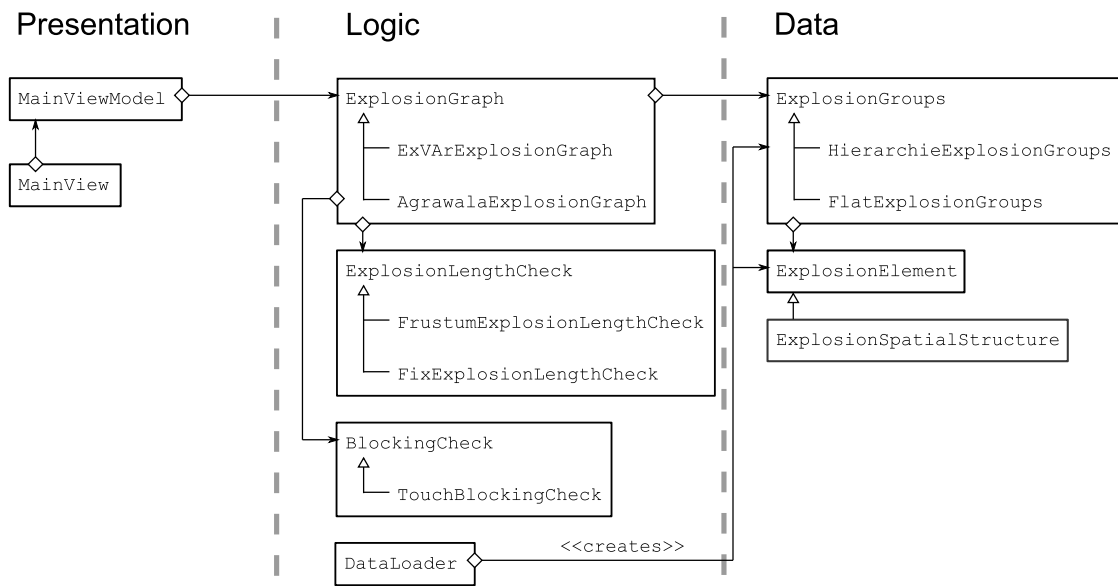 Presentation
Logic
Data
MainViewModel
MainView
ExplosionGraph
ExVArExplosionGraph
AgrawalaExplosionGraph
ExplosionLengthCheck
FrustumExplosionLengthCheck
FixExplosionLengthCheck
BlockingCheck
TouchBlockingCheck
DataLoader
<<creates>>
ExplosionGroups
HierarchieExplosionGroups
FlatExplosionGroups
ExplosionElement
ExplosionSpatialStructure